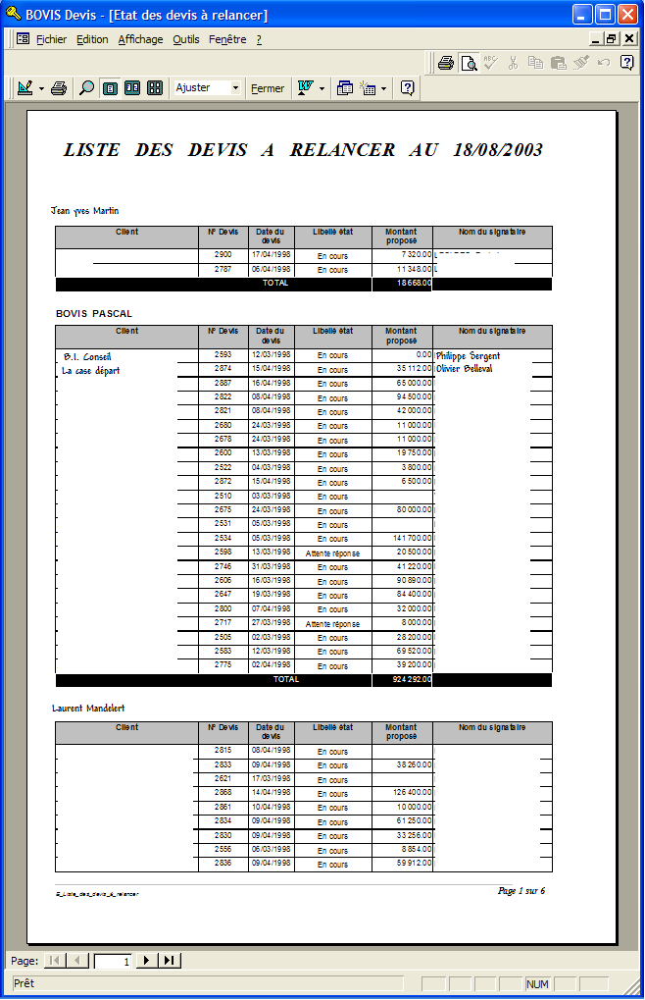 BOVIS Devis - [Etat des devis à relancer]
Fichier Edition Affichage Outils Fenêtre ?
Ajuster Fermer
LISTE DES DEVIS A RELANCER AU 18/08/2003
Jean yves Martin
Client N° Devis Date du devis Libellé état Montant proposé Nom du signataire
2900 17/04/1998 En cours 7 320.00
2787 06/04/1998 En cours 11 348.00
TOTAL 18 668.00
BOVIS PASCAL
Client N° Devis Date du devis Libellé état Montant proposé Nom du signataire
B.I. Conseil 2593 12/03/1998 En cours 0.00 Philippe Sergent
La case départ 2874 15/04/1998 En cours 35 112.00 Olivier Belleval
2887 16/04/1998 En cours 65 000.00
2822 08/04/1998 En cours 94 500.00
2821 08/04/1998 En cours 42 000.00
2680 24/03/1998 En cours 11 000.00
2678 24/03/1998 En cours 11 000.00
2600 13/03/1998 En cours 19 750.00
2522 04/03/1998 En cours 3 800.00
2872 15/04/1998 En cours 6 500.00
2510 03/03/1998 En cours
2675 24/03/1998 En cours 80 000.00
2531 05/03/1998 En cours
2534 05/03/1998 En cours 141 700.00
2598 13/03/1998 Attente réponse 20 500.00
2746 31/03/1998 En cours 41 220.00
2606 16/03/1998 En cours 90 890.00
2647 19/03/1998 En cours 84 400.00
2800 07/04/1998 En cours 32 000.00
2717 27/03/1998 Attente réponse 8 000.00
2505 02/03/1998 En cours 28 200.00
2583 12/03/1998 En cours 69 520.00
2775 02/04/1998 En cours 39 200.00
TOTAL 924 292.00
Laurent Mandelert
Client N° Devis Date du devis Libellé état Montant proposé Nom du signataire
2815 08/04/1998 En cours
2833 09/04/1998 En cours 38 260.00
2621 17/03/1998 En cours
2868 14/04/1998 En cours 126 400.00
2861 10/04/1998 En cours 10 000.00
2834 09/04/1998 En cours 61 250.00
2830 09/04/1998 En cours 33 256.00
2556 06/03/1998 En cours 8 854.00
2836 09/04/1998 En cours 59 912.00
E_Liste_des_devis_à_relancer Page 1 sur 6
Page: 1
Prêt NUM